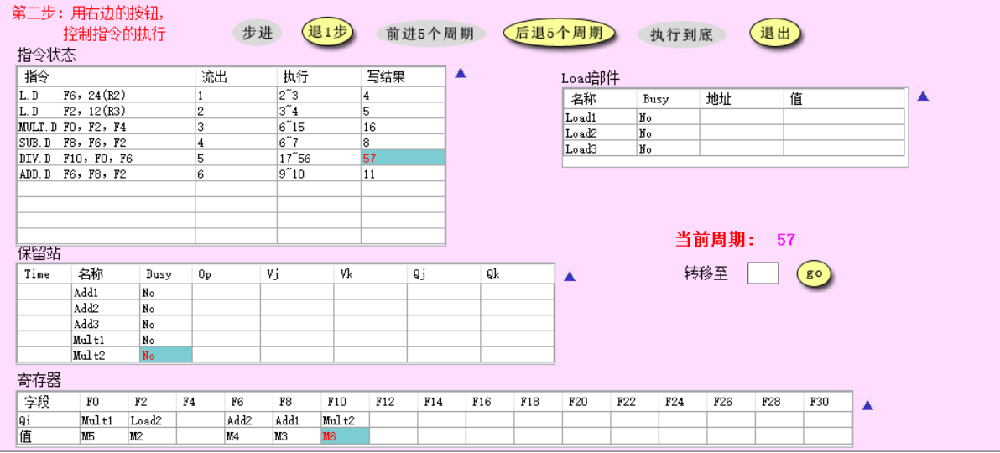 第二步：用右边的按钮，
控制指令的执行
步进 退1步 前进5个周期 后退5个周期 执行到底 退出
指令状态
指令 流出 执行 写结果
L.D F6，24(R2) 1 2~3 4
L.D F2，12(R3) 2 3~4 5
MULT.D F0，F2，F4 3 6~15 16
SUB.D F8，F6，F2 4 6~7 8
DIV.D F10，F0，F6 5 17~56 57
ADD.D F6，F8，F2 6 9~10 11
Load部件
名称 Busy 地址 值
Load1 No
Load2 No
Load3 No
当前周期： 57
转移至 go
保留站
Time 名称 Busy Op Vj Vk Qj Qk
Add1 No
Add2 No
Add3 No
Mult1 No
Mult2 No
寄存器
字段 F0 F2 F4 F6 F8 F10 F12 F14 F16 F18 F20 F22 F24 F26 F28 F30
Qi Mult1 Load2 Add2 Add1 Mult2
值 M5 M2 M4 M3 M6